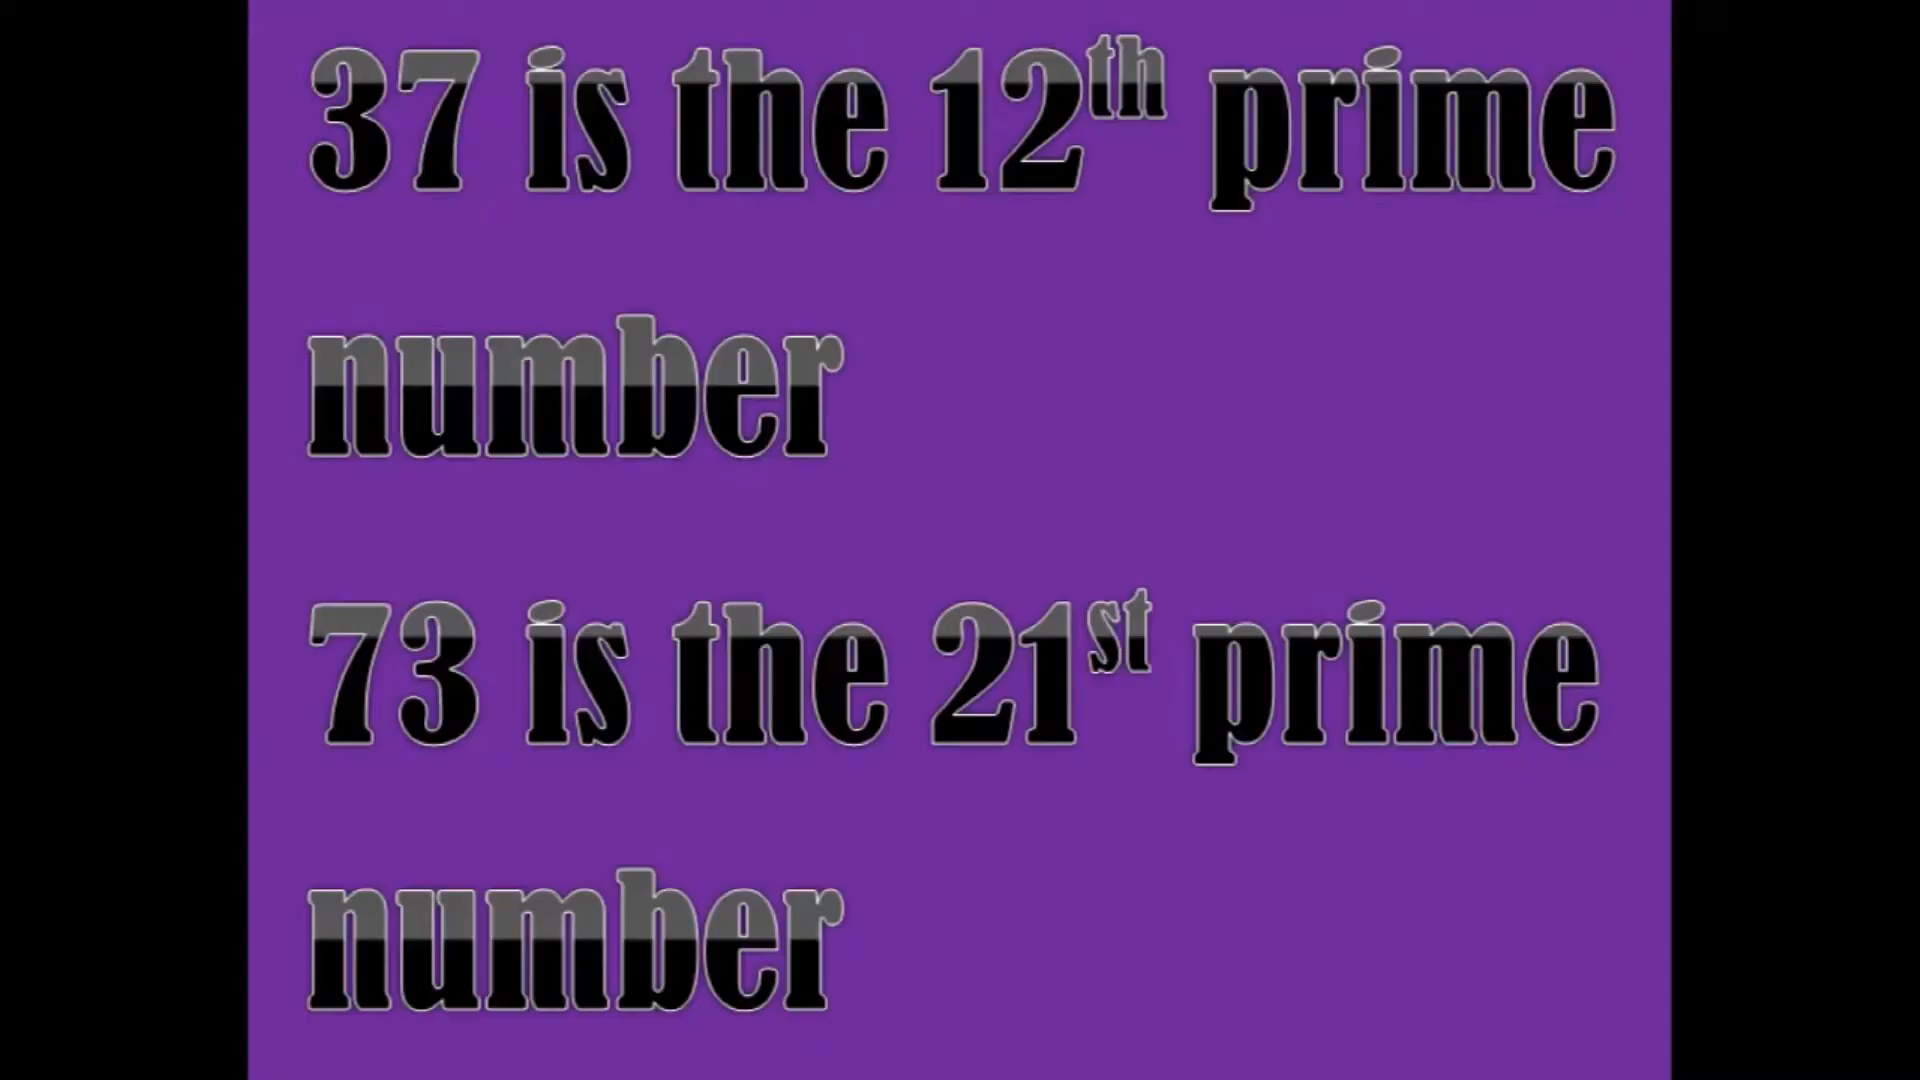 37 is the 12th prime
number
73 is the 21st prime
number